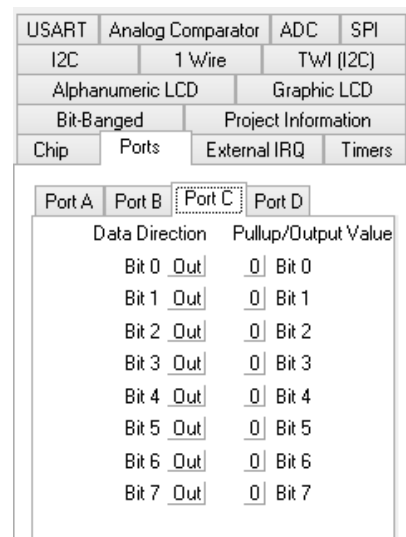 USART Analog Comparator ADC SPI
I2C 1 Wire TWI (I2C)
Alphanumeric LCD Graphic LCD
Bit-Banged Project Information
Chip Ports External IRQ Timers
Port A Port B Port C Port D
Data Direction Pullup/Output Value
Bit 0 Out 0 Bit 0
Bit 1 Out 0 Bit 1
Bit 2 Out 0 Bit 2
Bit 3 Out 0 Bit 3
Bit 4 Out 0 Bit 4
Bit 5 Out 0 Bit 5
Bit 6 Out 0 Bit 6
Bit 7 Out 0 Bit 7